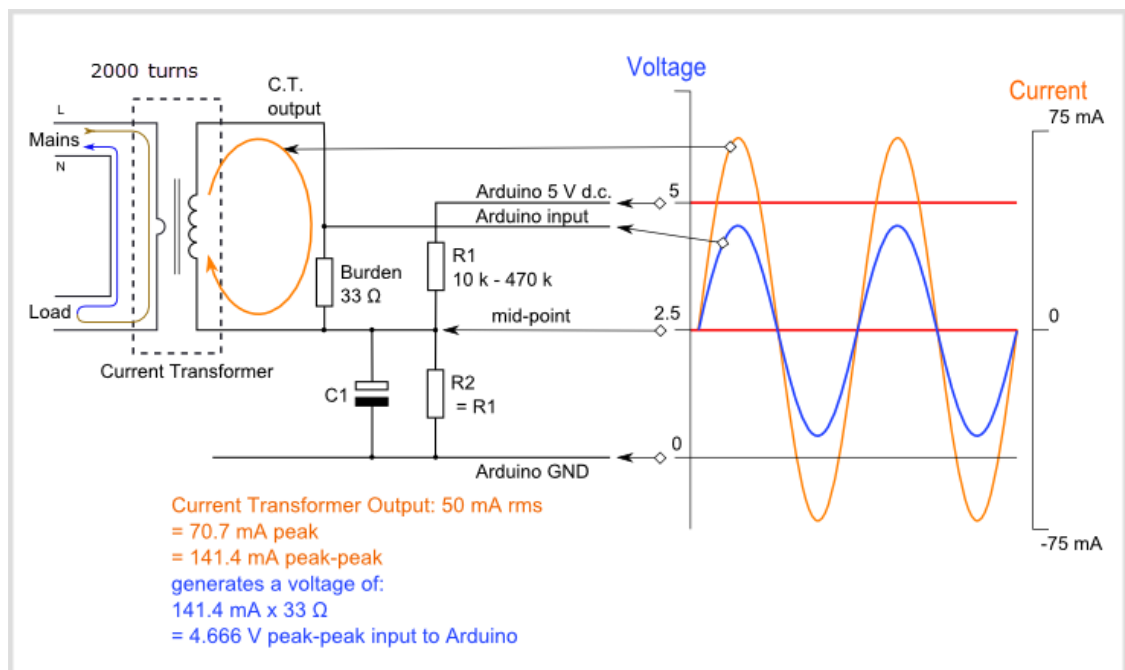 2000 turns
C.T.
output
L
Mains
N
Load
Current Transformer
Burden
33 Ω
C1
R1
10 k - 470 k
R2
= R1
Arduino 5 V d.c.
Arduino input
mid-point
Arduino GND
Voltage
5
2.5
0
Current
75 mA
0
-75 mA
Current Transformer Output: 50 mA rms
= 70.7 mA peak
= 141.4 mA peak-peak
generates a voltage of:
141.4 mA x 33 Ω
= 4.666 V peak-peak input to Arduino